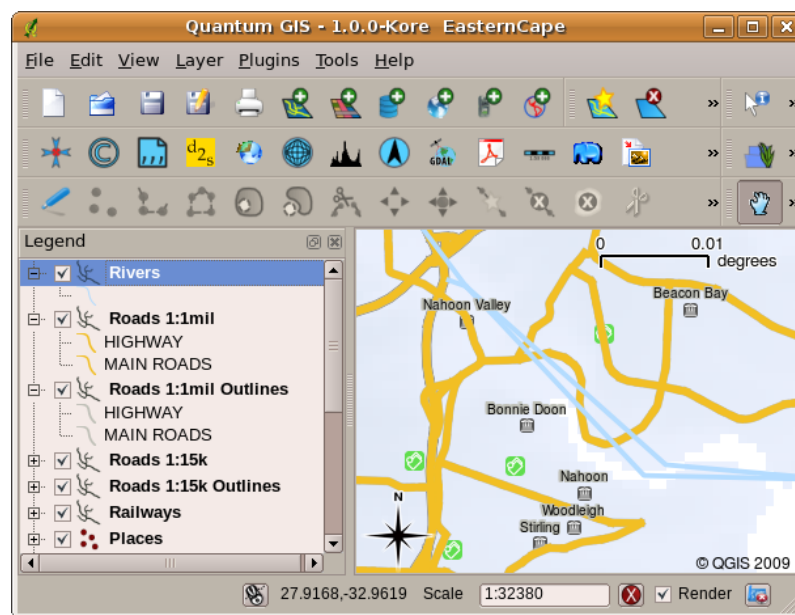 Quantum GIS - 1.0.0-Kore EasternCape
File Edit View Layer Plugins Tools Help
d2s
GDAL
Legend
Rivers
Roads 1:1mil
HIGHWAY
MAIN ROADS
Roads 1:1mil Outlines
HIGHWAY
MAIN ROADS
Roads 1:15k
Roads 1:15k Outlines
Railways
Places
0 0.01
degrees
Nahoon Valley
Beacon Bay
Bonnie Doon
Nahoon
Woodleigh
Stirling
N
© QGIS 2009
27.9168,-32.9619 Scale 1:32380 Render